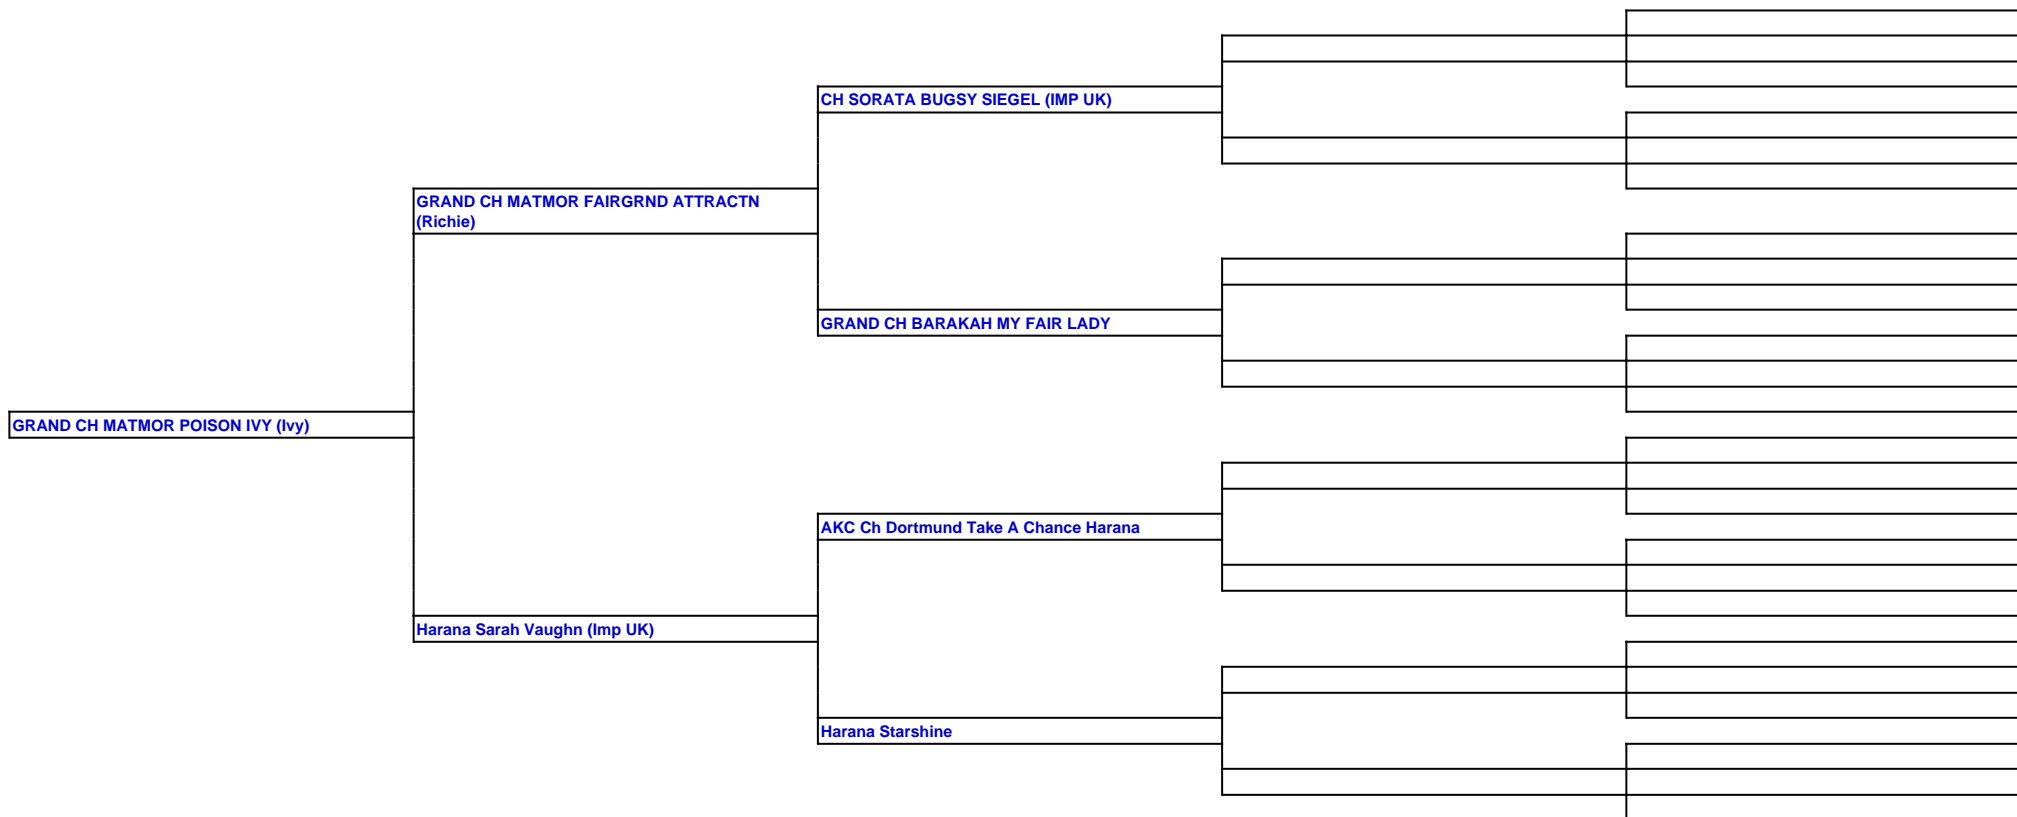 CH SORATA BUGSY SIEGEL (IMP UK)
GRAND CH MATMOR FAIRGRND ATTRACTN
(Richie)
GRAND CH BARAKAH MY FAIR LADY
GRAND CH MATMOR POISON IVY (Ivy)
AKC Ch Dortmund Take A Chance Harana
Harana Sarah Vaughn (Imp UK)
Harana Starshine